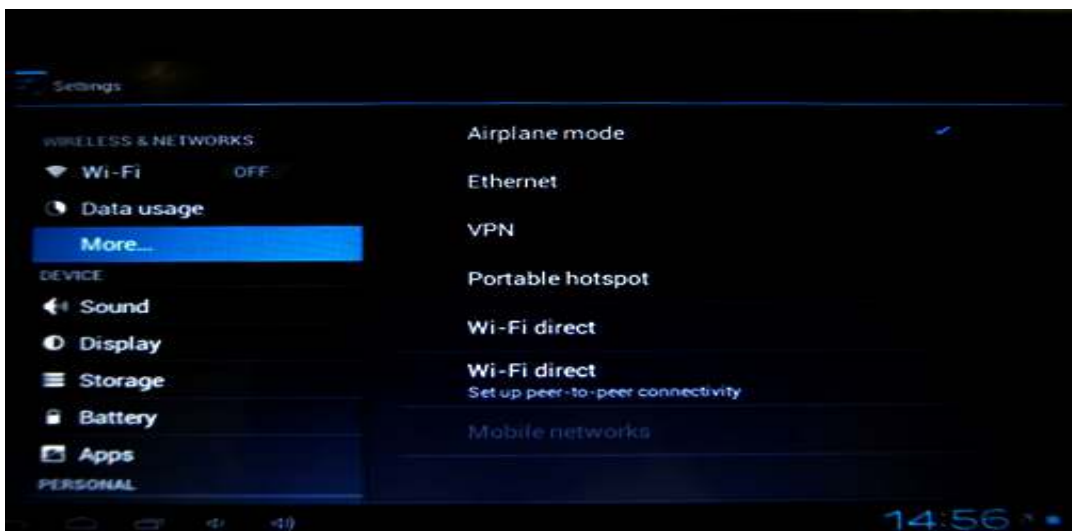 Settings
WIRELESS & NETWORKS
Wi-Fi OFF
Data usage
More...
DEVICE
Sound
Display
Storage
Battery
Apps
PERSONAL
Airplane mode
Ethernet
VPN
Portable hotspot
Wi-Fi direct
Wi-Fi direct
Set up peer-to-peer connectivity
Mobile networks
14:56